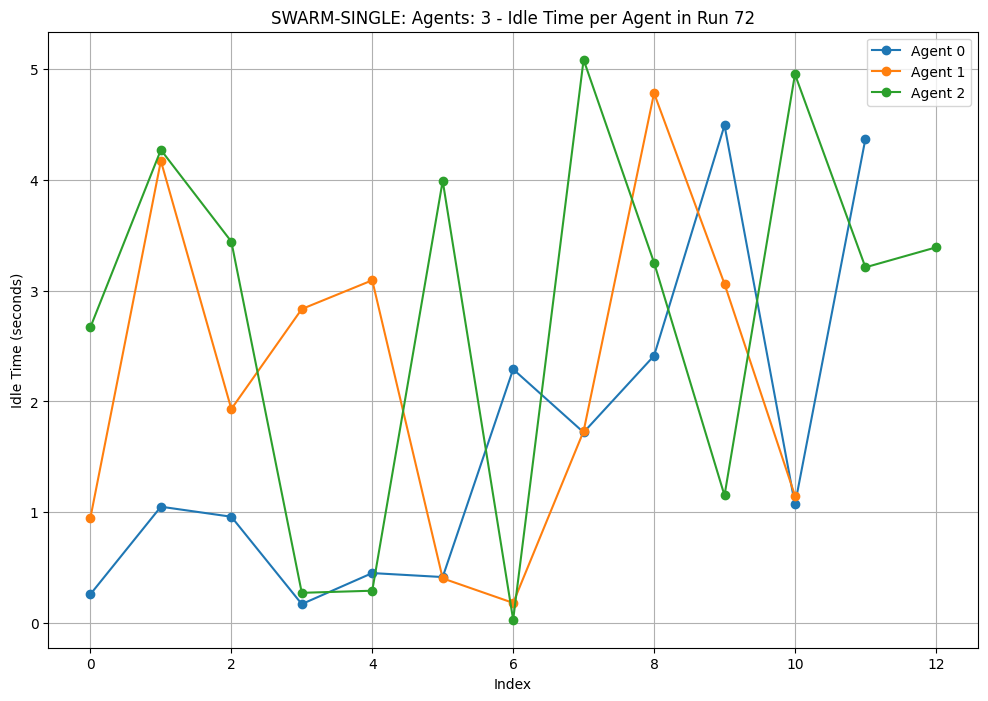 SWARM-SINGLE: Agents: 3 - Idle Time per Agent in Run 72
Agent 0
Agent 1
Agent 2
Idle Time (seconds)
5
4
3
2
1
0
0 2 4 6 8 10 12
Index